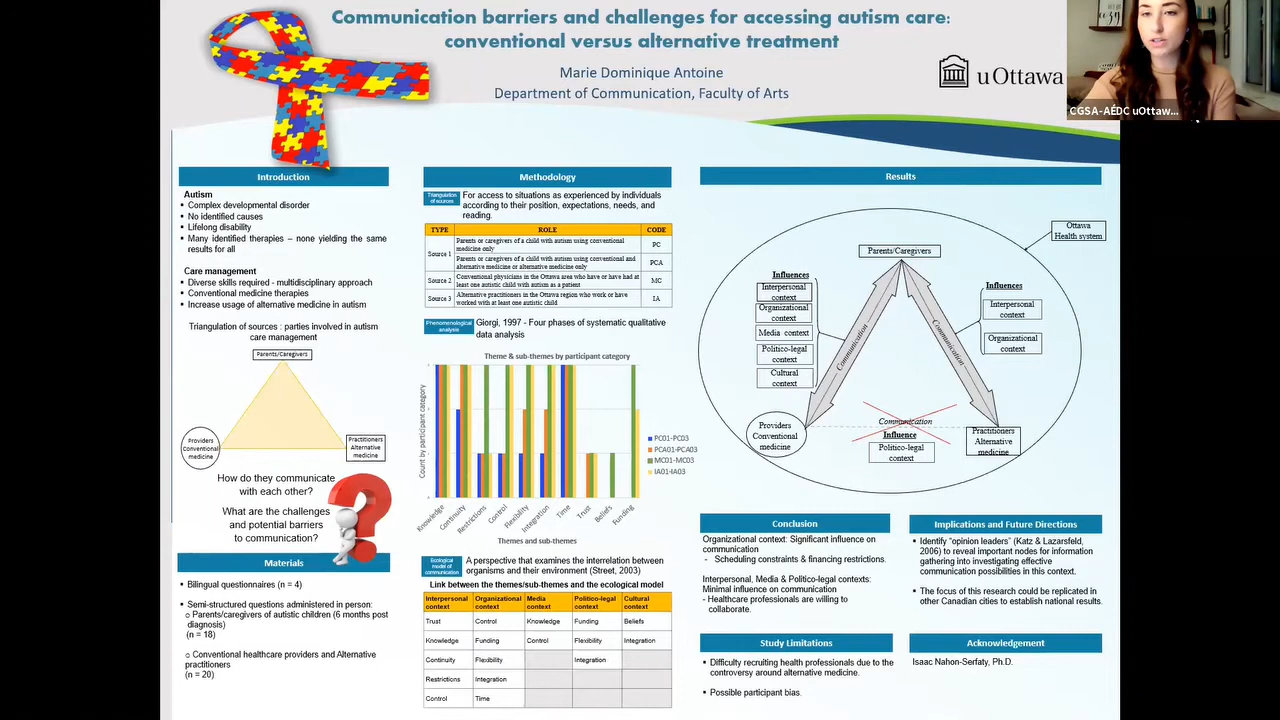 Communication barriers and challenges for accessing autism care:
conventional versus alternative treatment
Marie Dominique Antoine
Department of Communication, Faculty of Arts
uOttawa
CGSA-AÉDC uOttaw...
Introduction
Autism
▪ Complex developmental disorder
▪ No identified causes
▪ Lifelong disability
▪ Many identified therapies – none yielding the same
results for all
Care management
▪ Diverse skills required - multidisciplinary approach
▪ Conventional medicine therapies
▪ Increase usage of alternative medicine in autism
Triangulation of sources : parties involved in autism
care management
Parents/Caregivers
Providers
Conventional
medicine
Practitioners
Alternative
medicine
How do they communicate
with each other?
What are the challenges
and potential barriers
to communication?
Materials
▪ Bilingual questionnaires (n = 4)
▪ Semi-structured questions administered in person:
o Parents/caregivers of autistic children (6 months post
diagnosis)
(n = 18)
o Conventional healthcare providers and Alternative
practitioners
(n = 20)
Methodology
Triangulation
of sources
For access to situations as experienced by individuals
according to their position, expectations, needs, and
reading.
TYPE ROLE CODE
Source 1 Parents or caregivers of a child with autism using conventional
medicine only PC
Parents or caregivers of a child with autism using conventional and
alternative medicine or alternative medicine only PCA
Source 2 Conventional physicians in the Ottawa area who have or have had at
least one autistic child with autism as a patient MC
Source 3 Alternative practitioners in the Ottawa region who work or have
worked with at least one autistic child IA
Phenomenological
analysis
Giorgi, 1997 - Four phases of systematic qualitative
data analysis
Theme & sub-themes by participant category
Count by participant category
Knowledge Continuity Restrictions Control Flexibility Integration Time Trust Beliefs Funding
Themes and sub-themes
PC01-PC03
PCA01-PCA03
MC01-MC03
IA01-IA03
Ecological
model of
communication
A perspective that examines the interrelation between
organisms and their environment (Street, 2003)
Link between the themes/sub-themes and the ecological model
Interpersonal context Organizational context Media context Politico-legal context Cultural context
Trust Control Knowledge Funding Beliefs
Knowledge Funding Control Flexibility Integration
Continuity Flexibility Integration
Restrictions Integration
Control Time
Results
Ottawa
Health system
Parents/Caregivers
Influences
Interpersonal
context
Organizational
context
Media context
Politico-legal
context
Cultural
context
Influences
Interpersonal
context
Organizational
context
Communication
Communication
Communication
Influence
Politico-legal
context
Providers
Conventional
medicine
Practitioners
Alternative
medicine
Conclusion
Organizational context: Significant influence on
communication
- Scheduling constraints & financing restrictions.
Interpersonal, Media & Politico-legal contexts:
Minimal influence on communication
- Healthcare professionals are willing to
collaborate.
Study Limitations
▪ Difficulty recruiting health professionals due to the
controversy around alternative medicine.
▪ Possible participant bias.
Implications and Future Directions
▪ Identify “opinion leaders” (Katz & Lazarsfeld,
2006) to reveal important nodes for information
gathering into investigating effective
communication possibilities in this context.
▪ The focus of this research could be replicated in
other Canadian cities to establish national results.
Acknowledgement
Isaac Nahon-Serfaty, Ph.D.